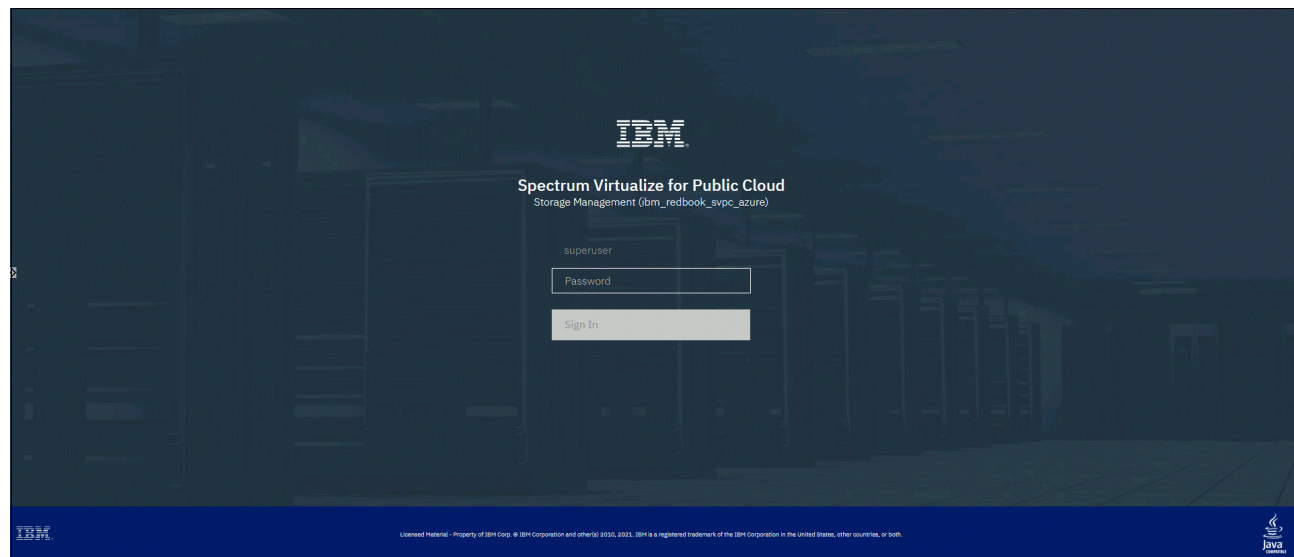 IBM.
Spectrum Virtualize for Public Cloud
Storage Management (ibm_redbook_svpc_azure)
superuser
Password
Sign In
IBM.
Licensed Material - Property of IBM Corp. © IBM Corporation and other(s) 2010, 2021. IBM is a registered trademark of the IBM Corporation in the United States, other countries, or both.
Java
COMPATIBLE